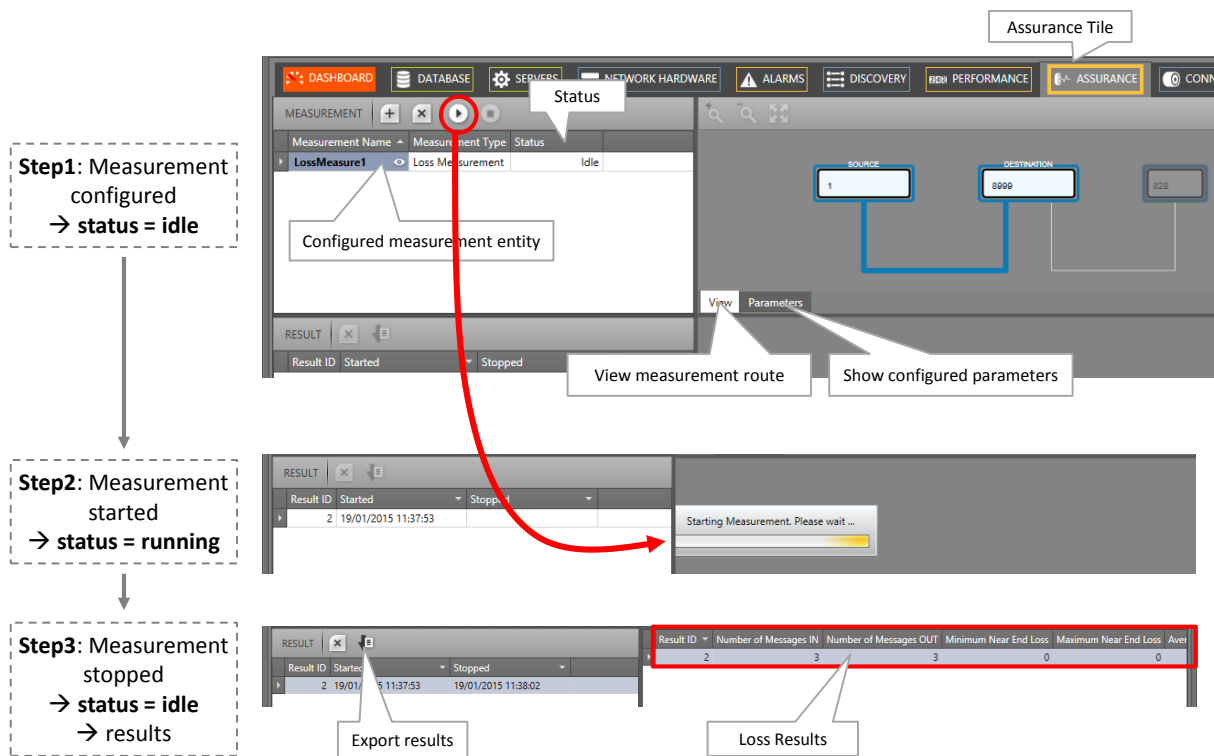 Assurance Tile
DASHBOARD DATABASE SERVERS NETWORK HARDWARE ALARMS DISCOVERY PERFORMANCE ASSURANCE CONN
Status
MEASUREMENT
Measurement Name Measurement Type Status
LossMeasure1 Loss Measurement Idle
Configured measurement entity
SOURCE
1
DESTINATION
8999
828
View Parameters
View measurement route
Show configured parameters
RESULT
Result ID Started Stopped
Step1: Measurement
configured
→ status = idle
Step2: Measurement
started
→ status = running
RESULT
Result ID Started Stopped
2 19/01/2015 11:37:53
Starting Measurement. Please wait ...
Step3: Measurement
stopped
→ status = idle
→ results
RESULT
Result ID Started Stopped
2 19/01/ 5 11:37:53 19/01/2015 11:38:02
Export results
Result ID Number of Messages IN Number of Messages OUT Minimum Near End Loss Maximum Near End Loss Aver
2 3 3 0 0
Loss Results